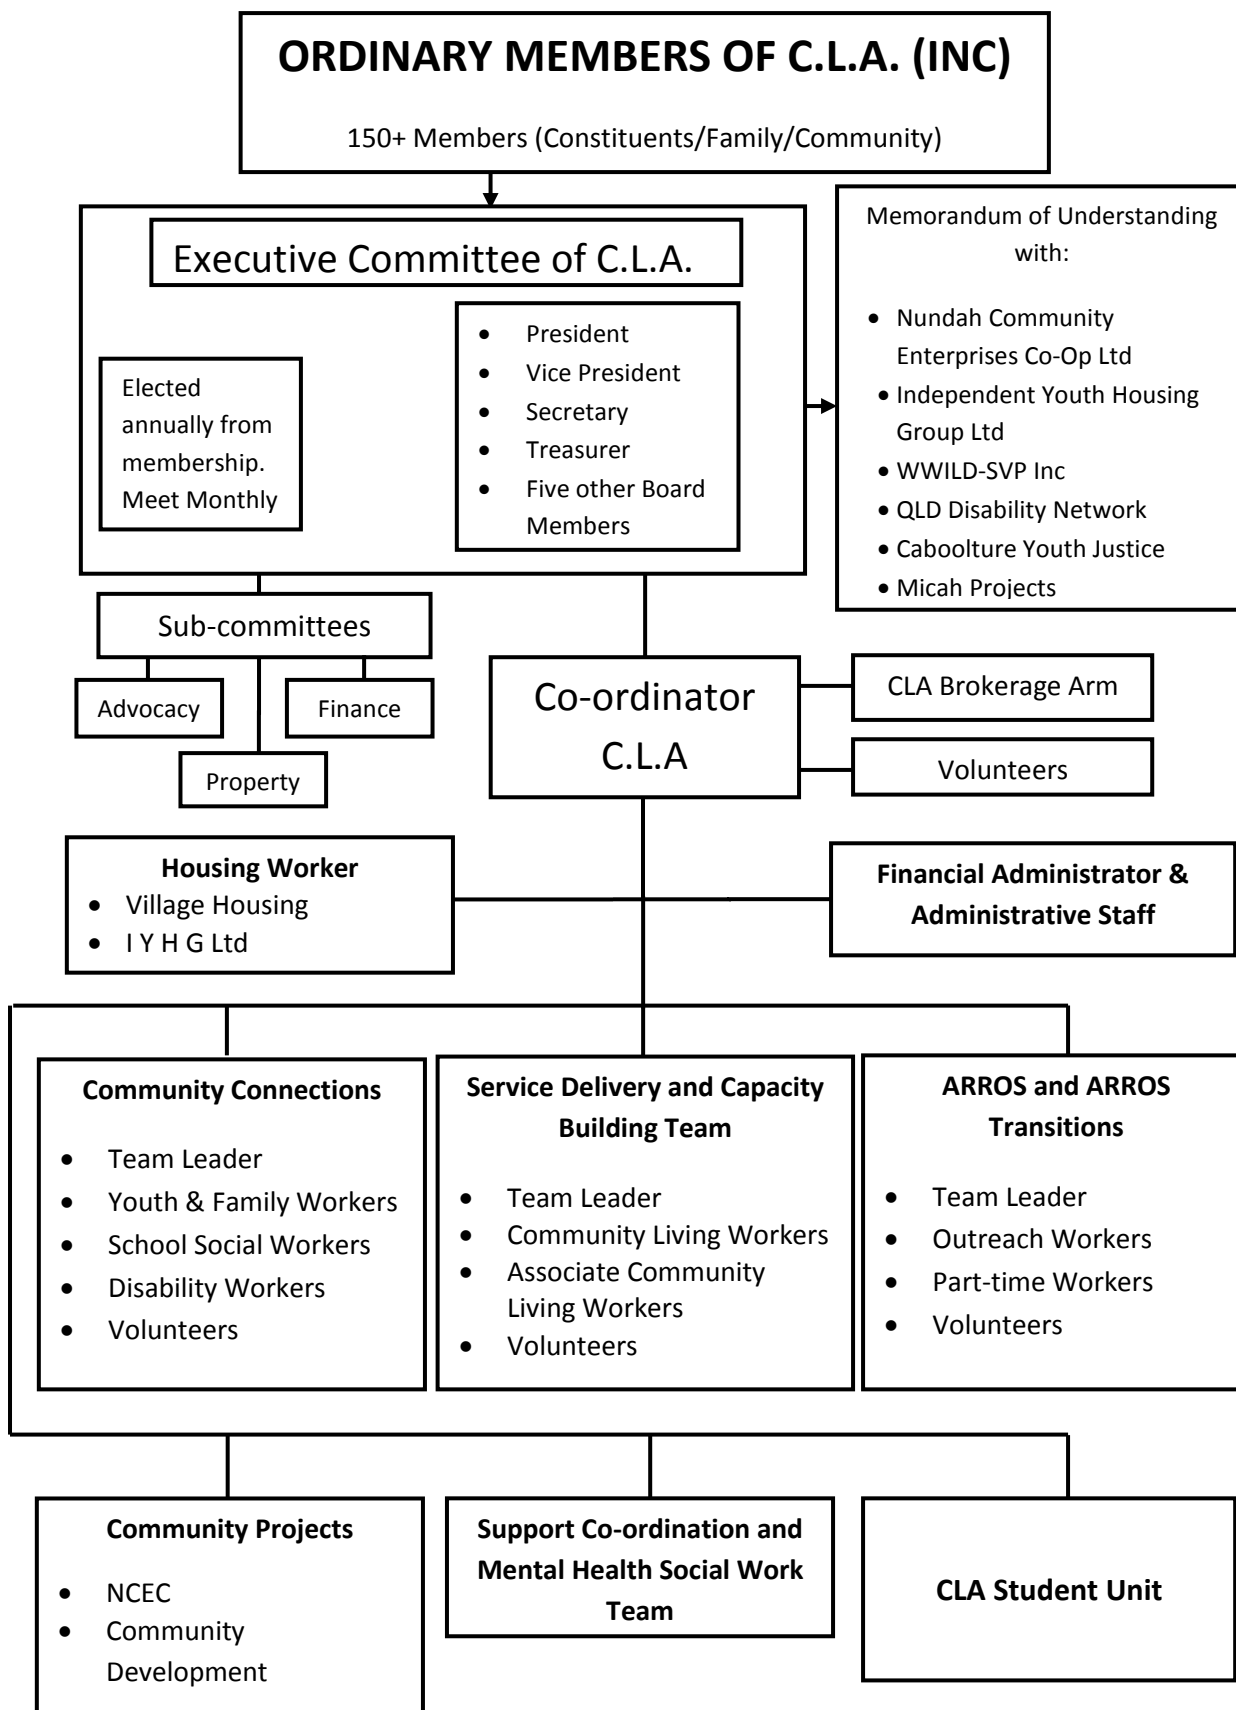 ORDINARY MEMBERS OF C.L.A. (INC)
150+ Members (Constituents/Family/Community)
Executive Committee of C.L.A.
Elected
annually from
membership.
Meet Monthly
• President
• Vice President
• Secretary
• Treasurer
• Five other Board
Members
Memorandum of Understanding
with:
• Nundah Community
Enterprises Co-Op Ltd
• Independent Youth Housing
Group Ltd
• WWILD-SVP Inc
• QLD Disability Network
• Caboolture Youth Justice
• Micah Projects
Sub-committees
Advocacy
Finance
Property
Co-ordinator
C.L.A
CLA Brokerage Arm
Volunteers
Housing Worker
• Village Housing
• I Y H G Ltd
Financial Administrator &
Administrative Staff
Community Connections
• Team Leader
• Youth & Family Workers
• School Social Workers
• Disability Workers
• Volunteers
Service Delivery and Capacity
Building Team
• Team Leader
• Community Living Workers
• Associate Community
Living Workers
• Volunteers
ARROS and ARROS
Transitions
• Team Leader
• Outreach Workers
• Part-time Workers
• Volunteers
Community Projects
• NCEC
• Community
Development
Support Co-ordination and
Mental Health Social Work
Team
CLA Student Unit